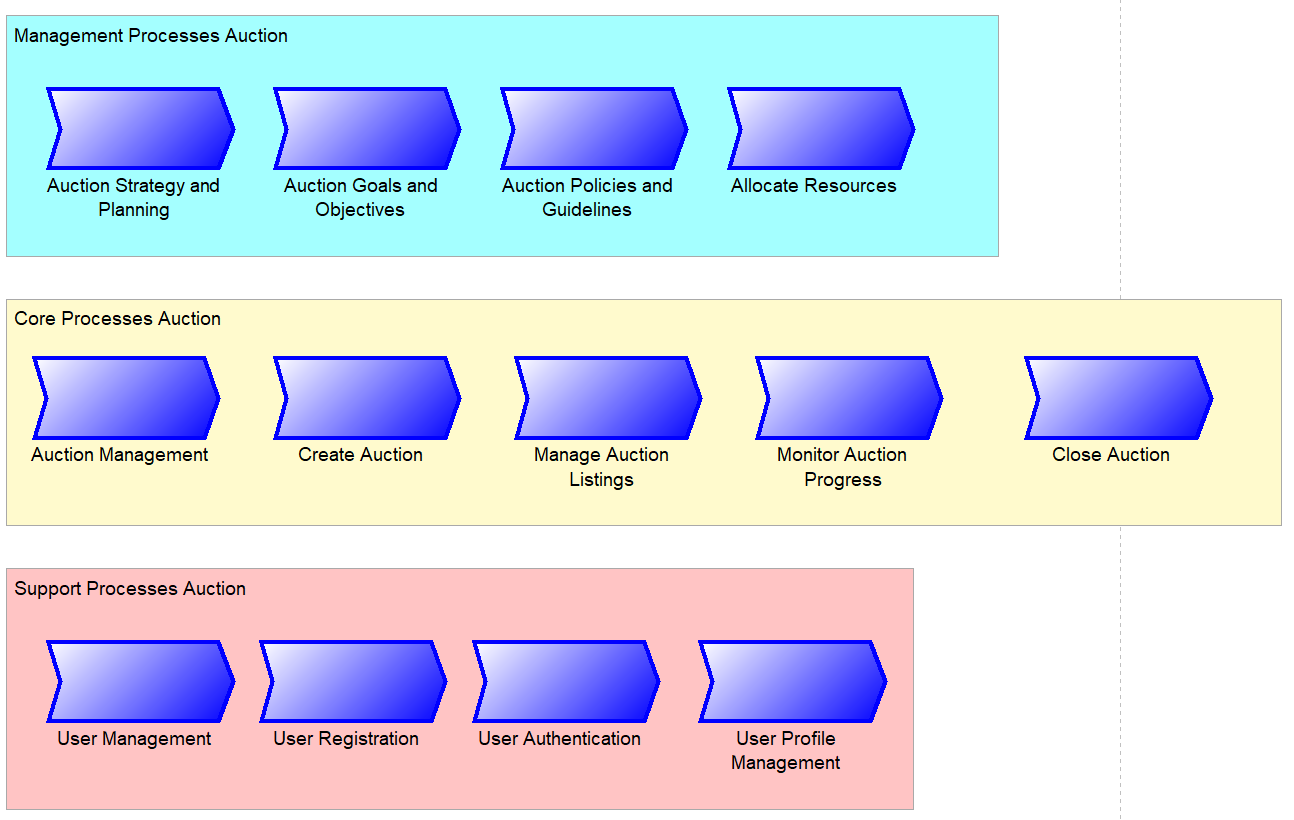 Management Processes Auction
Auction Strategy and
Planning
Auction Goals and
Objectives
Auction Policies and
Guidelines
Allocate Resources
Core Processes Auction
Auction Management
Create Auction
Manage Auction
Listings
Monitor Auction
Progress
Close Auction
Support Processes Auction
User Management
User Registration
User Authentication
User Profile
Management